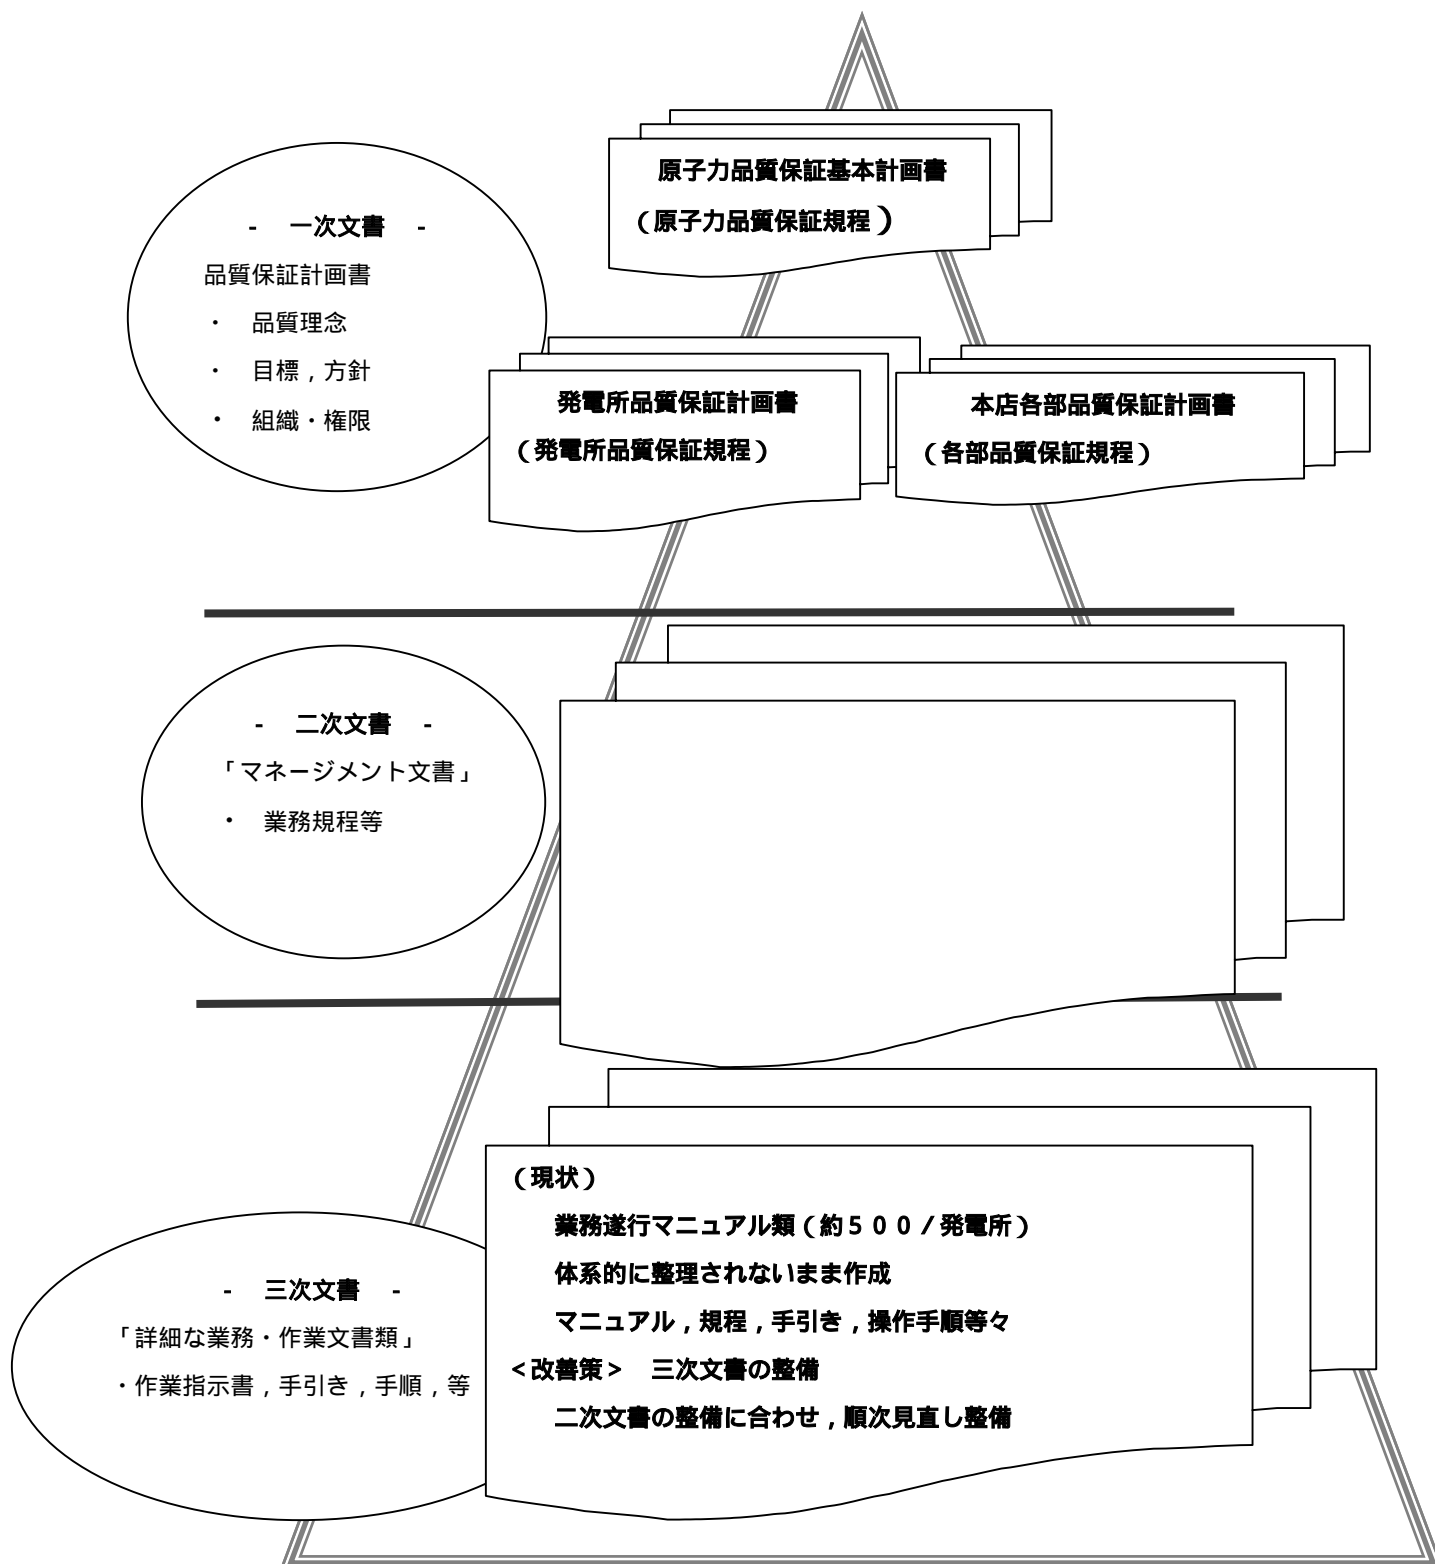 原子力品質保証基本計画書
（原子力品質保証規程）
- 一次文書 -
品質保証計画書
・ 品質理念
・ 目標，方針
・ 組織・権限
発電所品質保証計画書
（発電所品質保証規程）
本店各部品質保証計画書
（各部品質保証規程）
- 二次文書 -
「マネージメント文書」
・ 業務規程等
- 三次文書 -
「詳細な業務・作業文書類」
・作業指示書，手引き，手順，等
（現状）
業務遂行マニュアル類（約５００／発電所）
体系的に整理されないまま作成
マニュアル，規程，手引き，操作手順等々
＜改善策＞ 三次文書の整備
二次文書の整備に合わせ，順次見直し整備